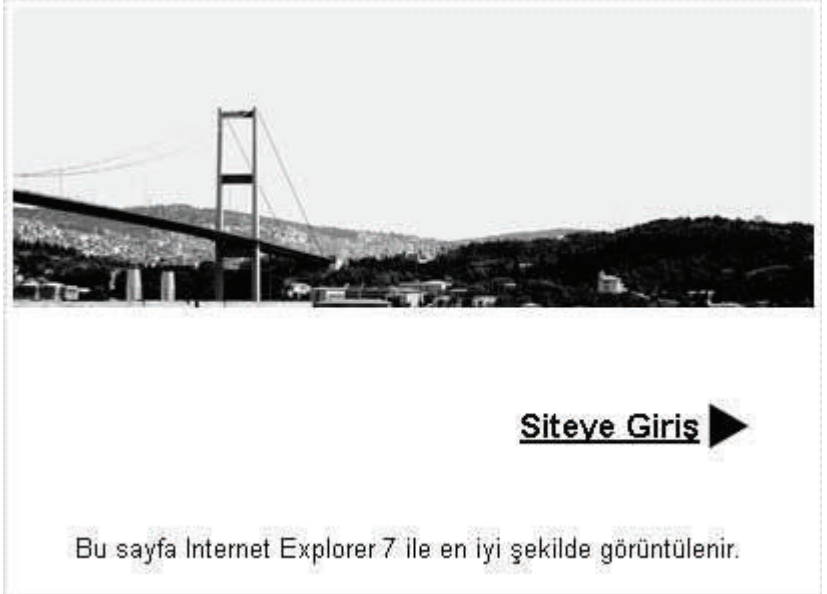 Siteye Giriş
Bu sayfa Internet Explorer 7 ile en iyi şekilde görüntülenir.